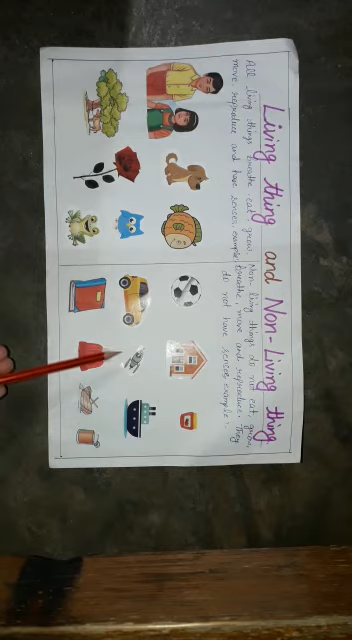 Living thing and Non-Living thing.
All living things breathe, eat, grow,
move reproduce and have senses example:
Non living things do not eat, grow,
breathe, move and reproduce. They
do not have senses, example:-